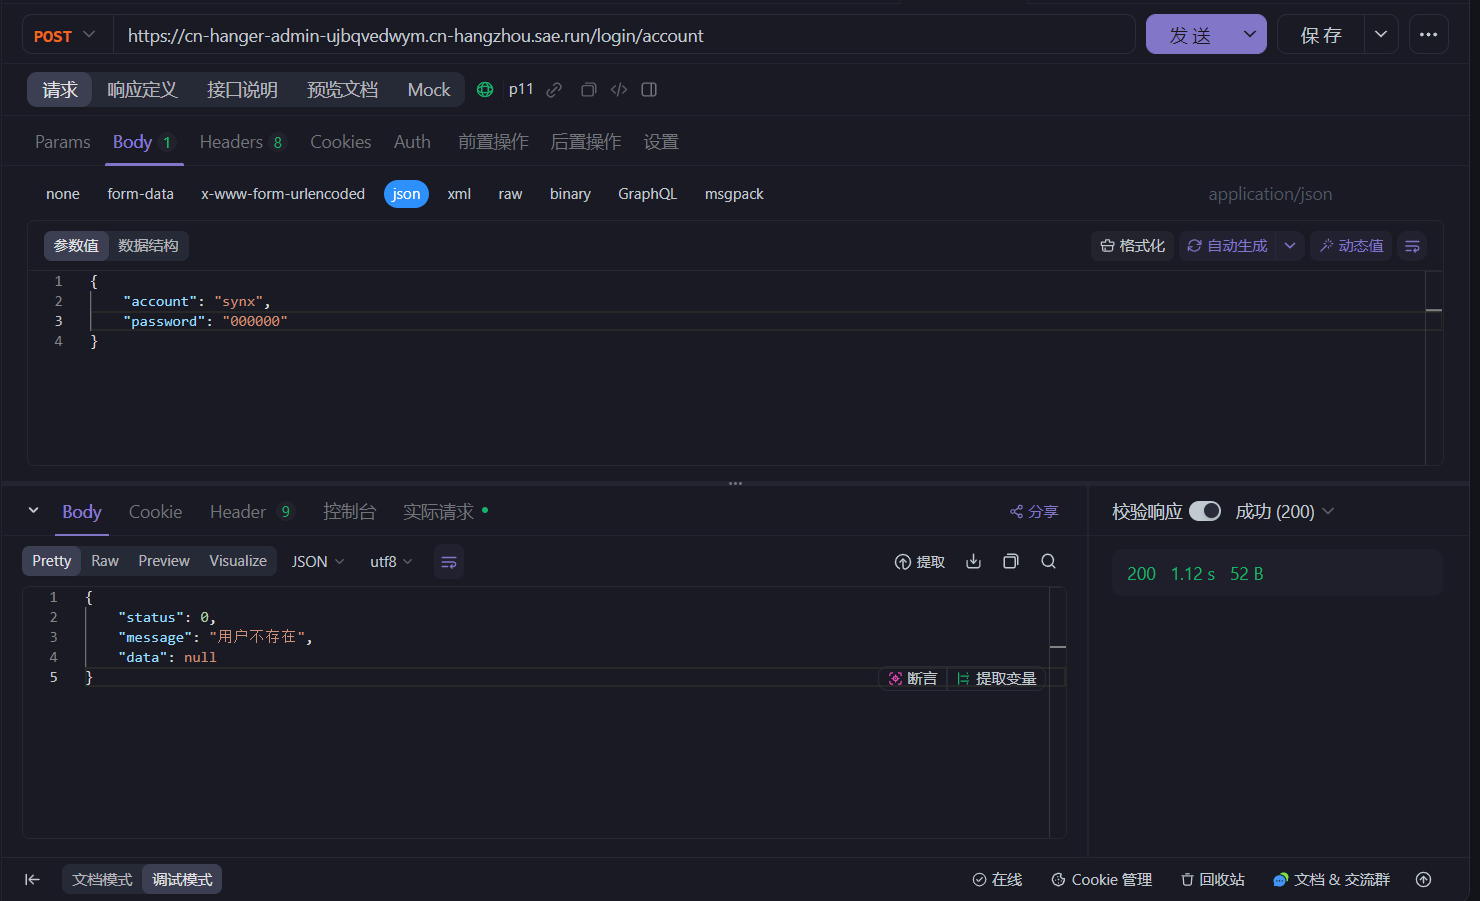 POST https://cn-hanger-admin-ujbqvedwym.cn-hangzhou.sae.run/login/account 发 送 保 存
请求 响应定义 接口说明 预览文档 Mock p11
Params Body 1 Headers 8 Cookies Auth 前置操作 后置操作 设置
none form-data x-www-form-urlencoded json xml raw binary GraphQL msgpack application/json
参数值 数据结构 格式化 自动生成 动态值
1 {
2 "account": "synx",
3 "password": "000000"
4 }
Body Cookie Header 9 控制台 实际请求 分享 校验响应 成功 (200)
Pretty Raw Preview Visualize JSON utf8 提取
200 1.12 s 52 B
1 {
2 "status": 0,
3 "message": "用户不存在",
4 "data": null
5 }
断言 提取变量
文档模式 调试模式 在线 Cookie 管理 回收站 文档 & 交流群